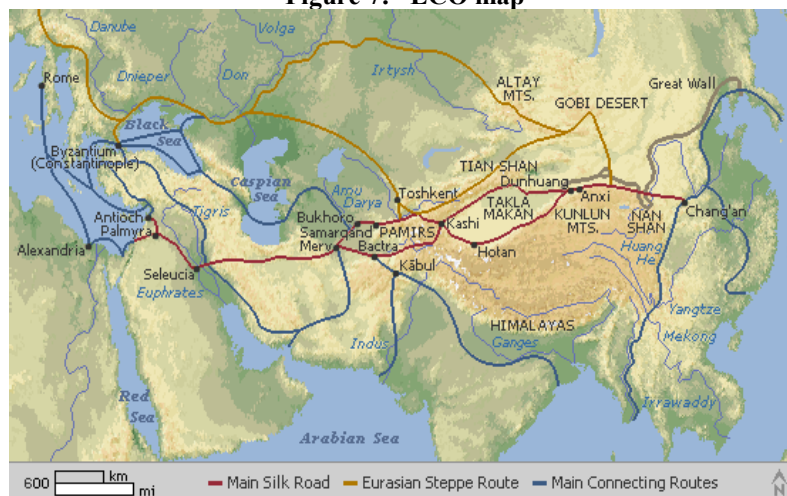 Figure 7. ECO map
Danube
Volga
Rome
Dnieper
Don
Irtysh
ALTAY
MTS.
Great Wall
GOBI DESERT
Black
Sea
Byzantium
(Constantinople)
Caspian
Sea
Amu
Darya
Toshkent
TIAN SHAN
Dunhuang
Anxi
Tigris
Antioch
Palmyra
Bukhoro
Samarqand
Merv
PAMIRS
Bactra
Kashi
TAKLA
MAKAN
KUNLUN
MTS.
NAN
SHAN
Chang'an
Alexandria
Seleucia
Euphrates
Kābul
Hotan
Huang
He
HIMALAYAS
Indus
Ganges
Yangtze
Mekong
Red
Sea
Irrawaddy
Arabian Sea
600 km
mi
Main Silk Road Eurasian Steppe Route Main Connecting Routes
N